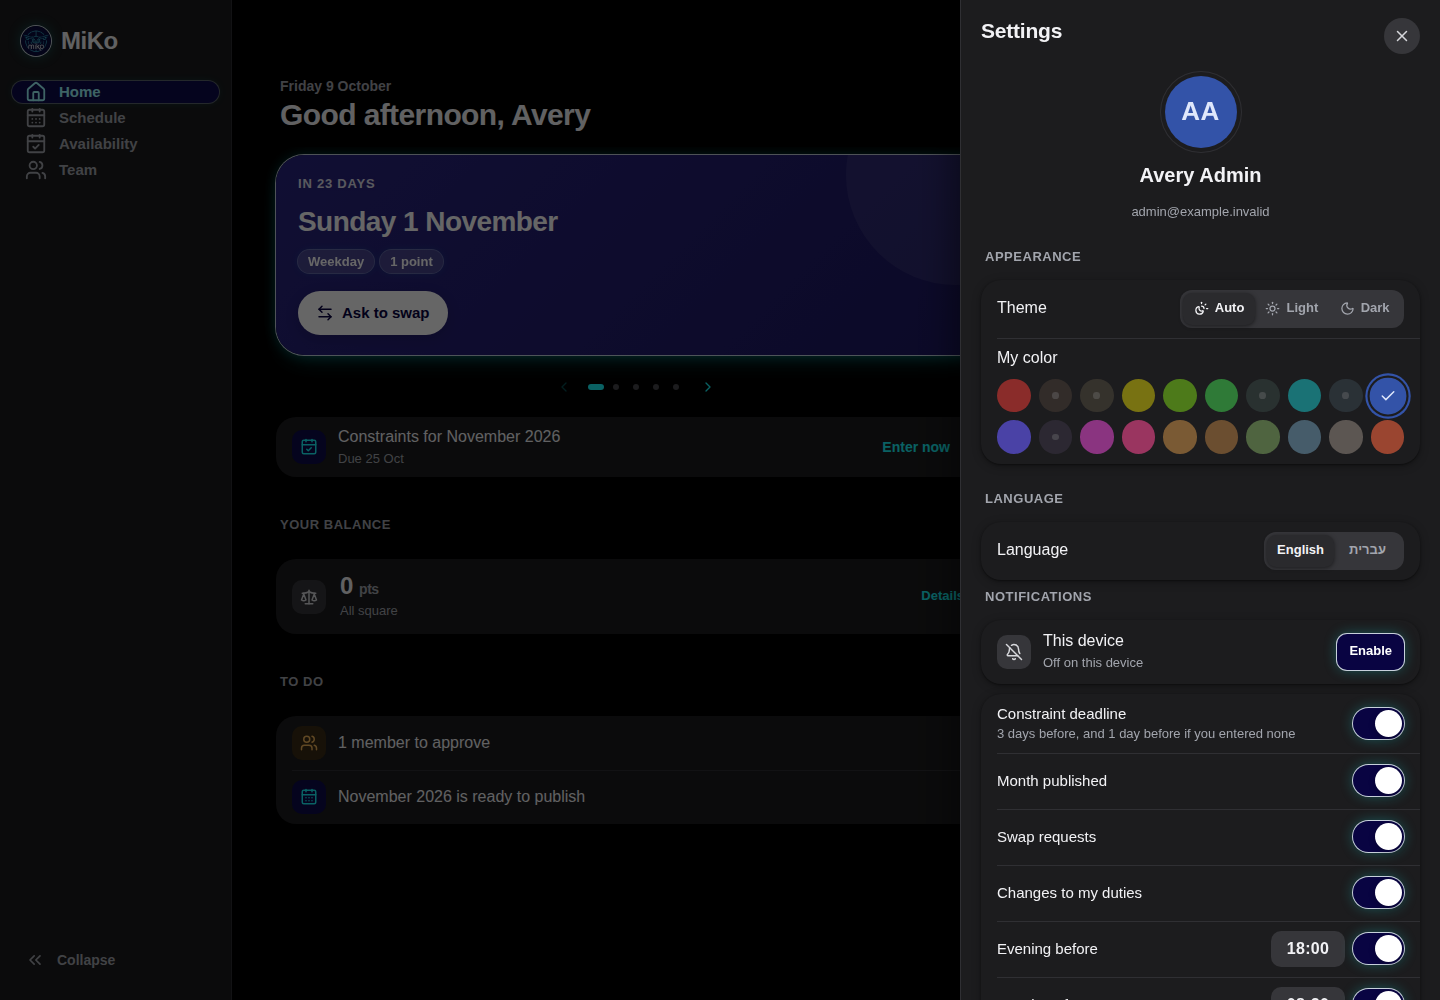 MiKo
Home
Schedule
Availability
Team
Collapse
Friday 9 October
Good afternoon, Avery
IN 23 DAYS
Sunday 1 November
Weekday
1 point
Ask to swap
Constraints for November 2026
Due 25 Oct
Enter now
YOUR BALANCE
0 pts
All square
Details
TO DO
1 member to approve
November 2026 is ready to publish
Settings
AA
Avery Admin
admin@example.invalid
APPEARANCE
Theme
Auto
Light
Dark
My color
LANGUAGE
Language
English
עברית
NOTIFICATIONS
This device
Off on this device
Enable
Constraint deadline
3 days before, and 1 day before if you entered none
Month published
Swap requests
Changes to my duties
Evening before
18:00